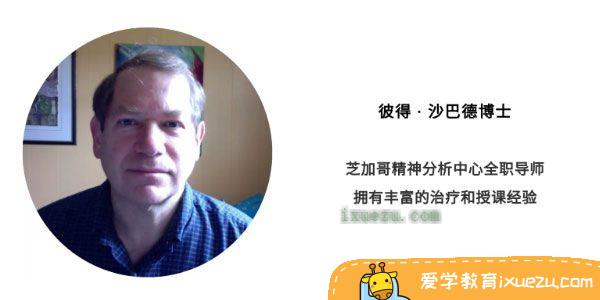 彼得 · 沙巴德博士
芝加哥精神分析中心全职导师
拥有丰富的治疗和授课经验
ixuezu.com
爱学教育ixuezu.com